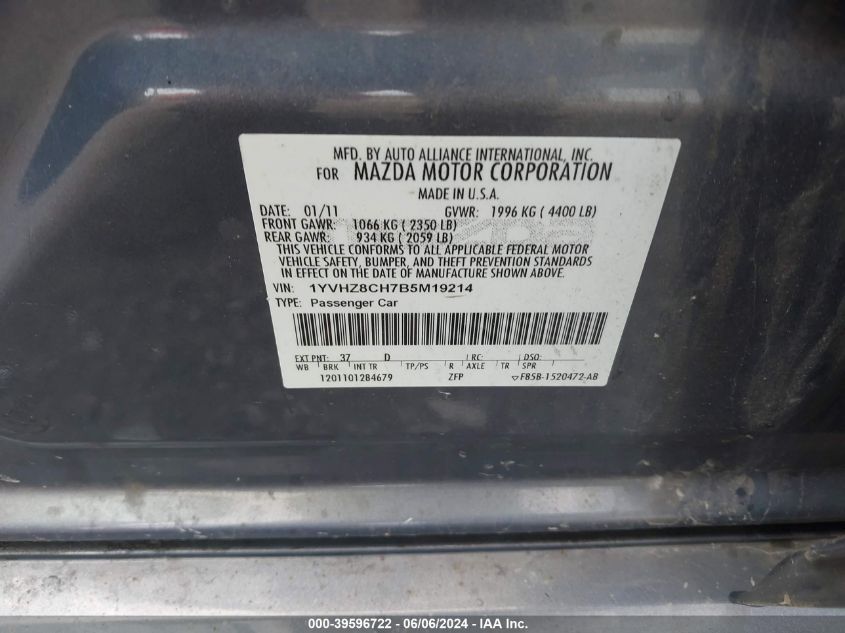 MFD. BY AUTO ALLIANCE INTERNATIONAL, INC.
FOR MAZDA MOTOR CORPORATION
MADE IN U.S.A.
DATE: 01/11 GVWR: 1996 KG ( 4400 LB)
FRONT GAWR: 1066 KG ( 2350 LB)
REAR GAWR: 934 KG ( 2059 LB)
THIS VEHICLE CONFORMS TO ALL APPLICABLE FEDERAL MOTOR
VEHICLE SAFETY, BUMPER, AND THEFT PREVENTION STANDARDS
IN EFFECT ON THE DATE OF MANUFACTURE SHOWN ABOVE.
VIN: 1YVHZ8CH7B5M19214
TYPE: Passenger Car
EXT PNT: 37 D RC: DSO:
WB BRK INT TR TP/PS R AXLE TR SPR
1201101284679 ZFP FB5B-1520472-AB
000-39596722 - 06/06/2024 - IAA Inc.